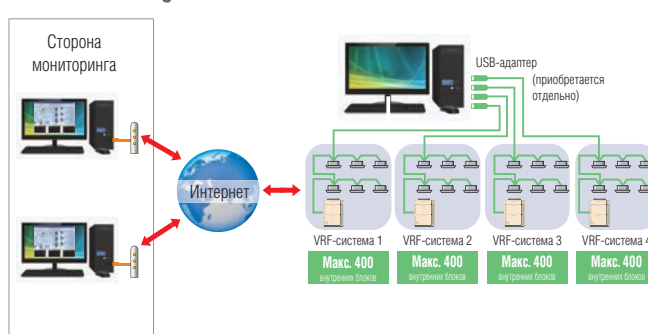 Сторона
мониторинга
USB-адаптер
(приобретается
отдельно)
Интернет
VRF-система 1
VRF-система 2
VRF-система 3
VRF-система 4
Макс. 400
внутренних блоков
Макс. 400
внутренних блоков
Макс. 400
внутренних блоков
Макс. 400
внутренних блоков